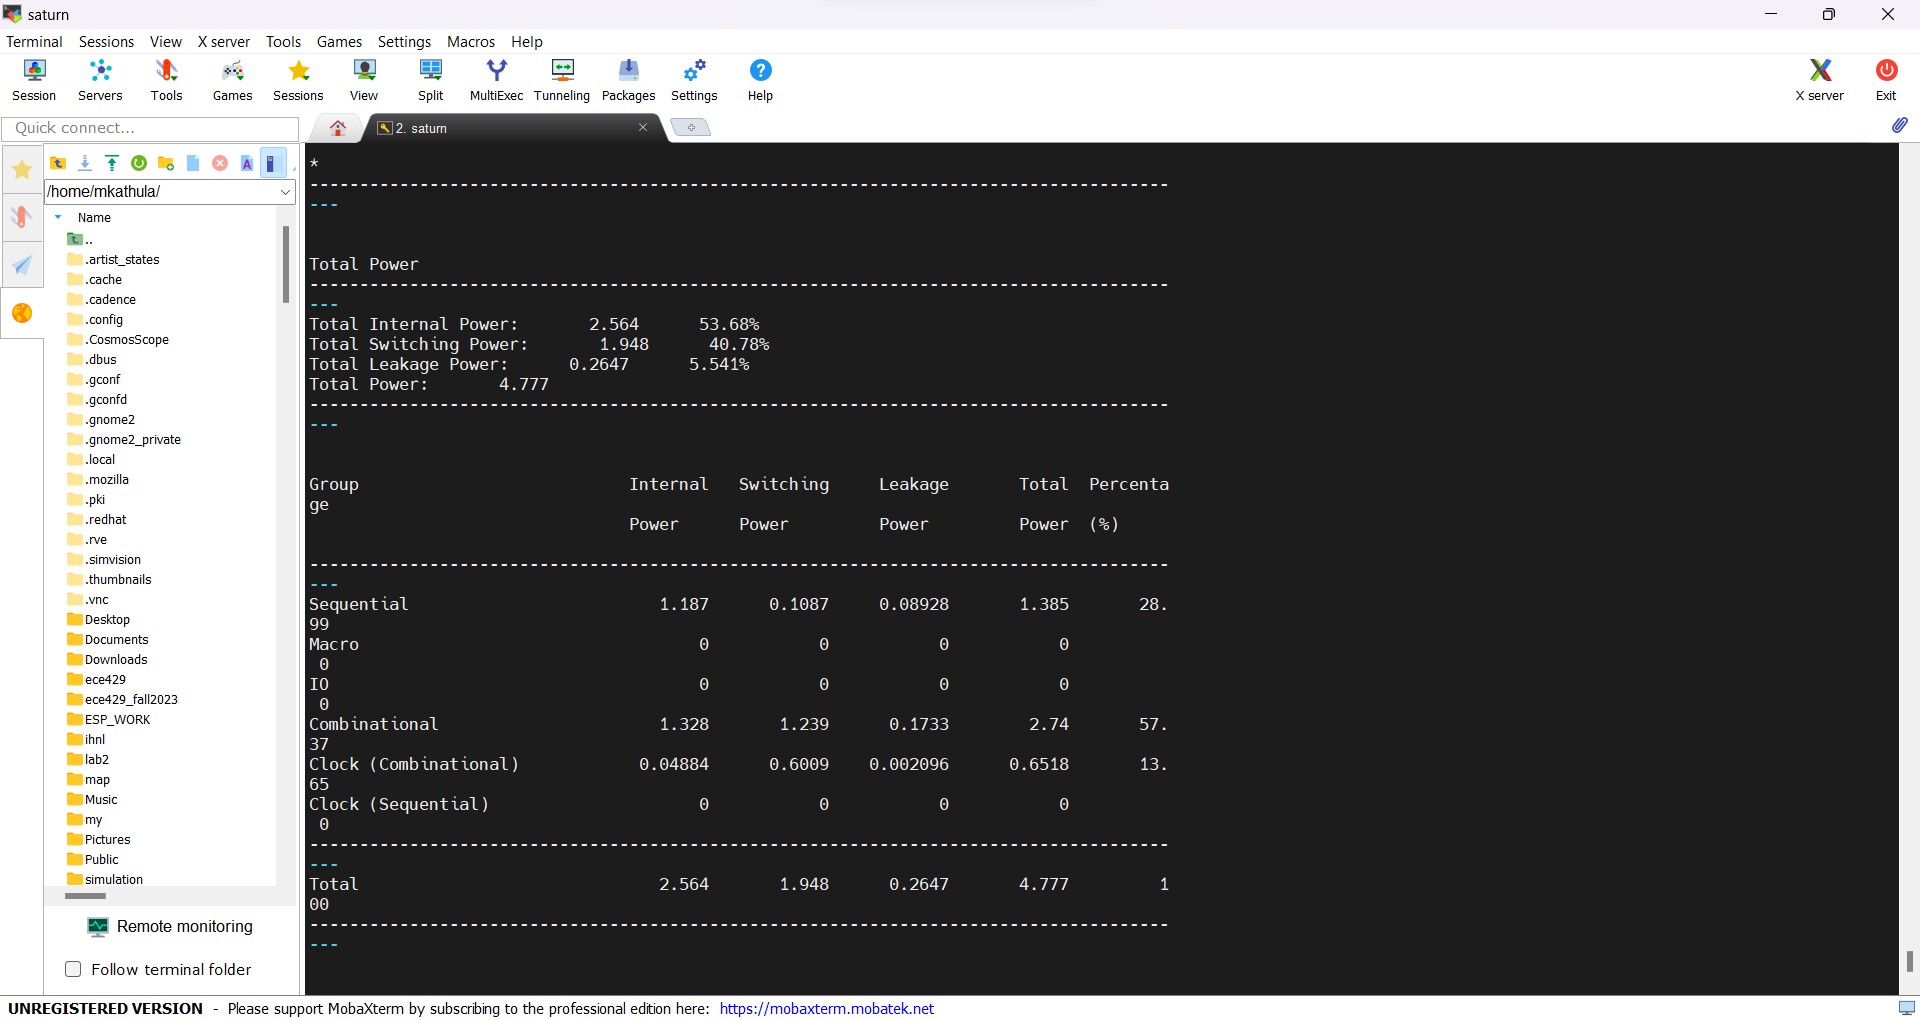 saturn
Terminal Sessions View X server Tools Games Settings Macros Help
Session Servers Tools Games Sessions View Split MultiExec Tunneling Packages Settings Help X server Exit
Quick connect...
2. saturn
/home/mkathula/
Name
..
.artist_states
.cache
.cadence
.config
.CosmosScope
.dbus
.gconf
.gconfd
.gnome2
.gnome2_private
.local
.mozilla
.pki
.redhat
.rve
.simvision
.thumbnails
.vnc
Desktop
Documents
Downloads
ece429
ece429_fall2023
ESP_WORK
ihnl
lab2
map
Music
my
Pictures
Public
simulation
Remote monitoring
Follow terminal folder
*
--------------------------------------------------------------------------------------
---
Total Power
--------------------------------------------------------------------------------------
---
Total Internal Power: 2.564 53.68%
Total Switching Power: 1.948 40.78%
Total Leakage Power: 0.2647 5.541%
Total Power: 4.777
--------------------------------------------------------------------------------------
---
Group Internal Switching Leakage Total Percenta
ge
Power Power Power Power (%)
--------------------------------------------------------------------------------------
---
Sequential 1.187 0.1087 0.08928 1.385 28.
99
Macro 0 0 0 0
0
IO 0 0 0 0
0
Combinational 1.328 1.239 0.1733 2.74 57.
37
Clock (Combinational) 0.04884 0.6009 0.002096 0.6518 13.
65
Clock (Sequential) 0 0 0 0
0
--------------------------------------------------------------------------------------
---
Total 2.564 1.948 0.2647 4.777 1
00
--------------------------------------------------------------------------------------
---
UNREGISTERED VERSION - Please support MobaXterm by subscribing to the professional edition here: https://mobaxterm.mobatek.net